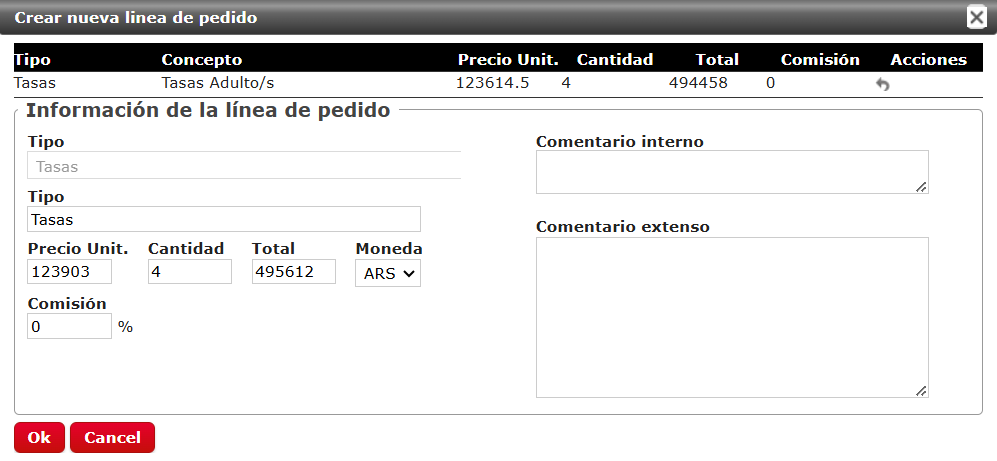 Crear nueva linea de pedido
Tipo Concepto Precio Unit. Cantidad Total Comisión Acciones
Tasas Tasas Adulto/s 123614.5 4 494458 0
Información de la línea de pedido
Tipo
Tasas
Tipo
Tasas
Precio Unit. Cantidad Total Moneda
123903 4 495612 ARS
Comisión
0 %
Comentario interno
Comentario extenso
Ok Cancel